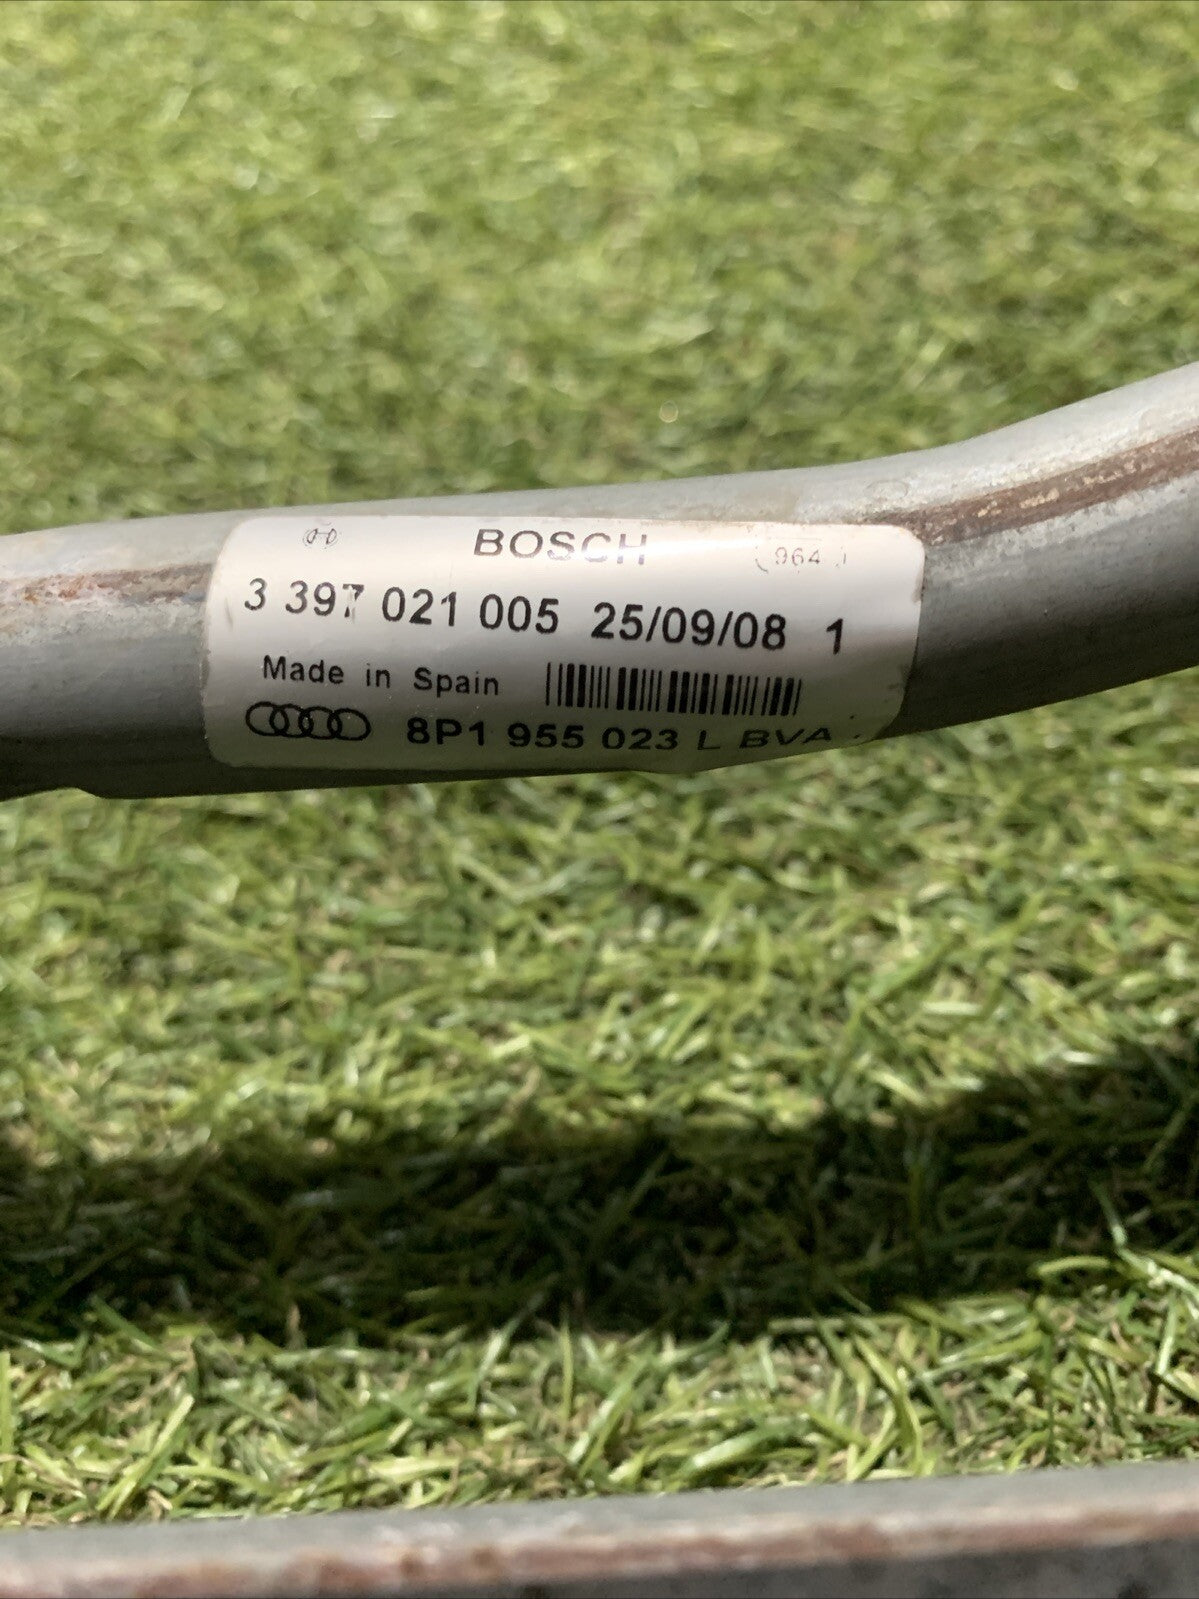 BOSCH 964
3 397 021 005 25/09/08 1
Made in Spain
8P1 955 023 L BVA